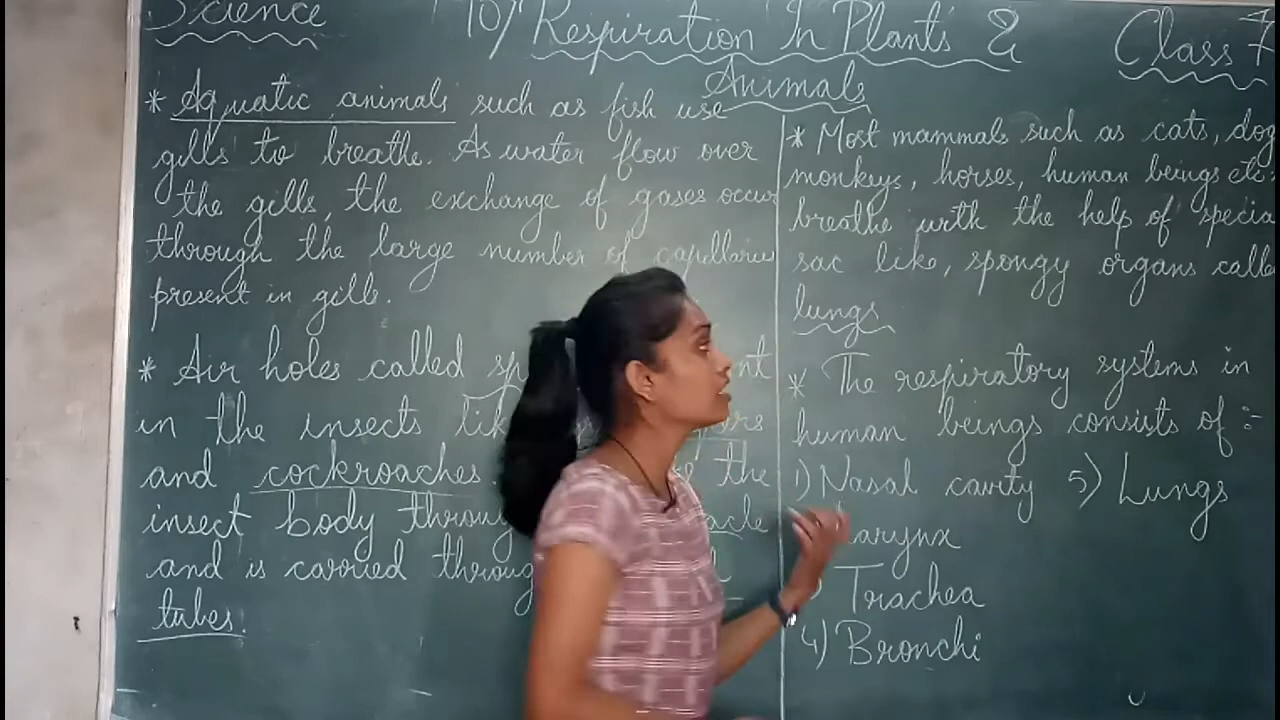 Science
10) Respiration In Plants &
Animals
Class 7
* Aquatic animals such as fish use
gills to breathe. As water flow over
the gills, the exchange of gases occur
through the large number of capillaries
present in gills.
* Air holes called
in the insects
and cockroaches the
insect body
and is carried
tubes.
* Most mammals such as cats, dog
monkeys, horses, human beings etc.
breathe with the help of
sac like, spongy organs
lungs
* The respiratory systems in
human beings consists of :-
1) Nasal cavity 5) Lungs
Trachea
4) Bronchi